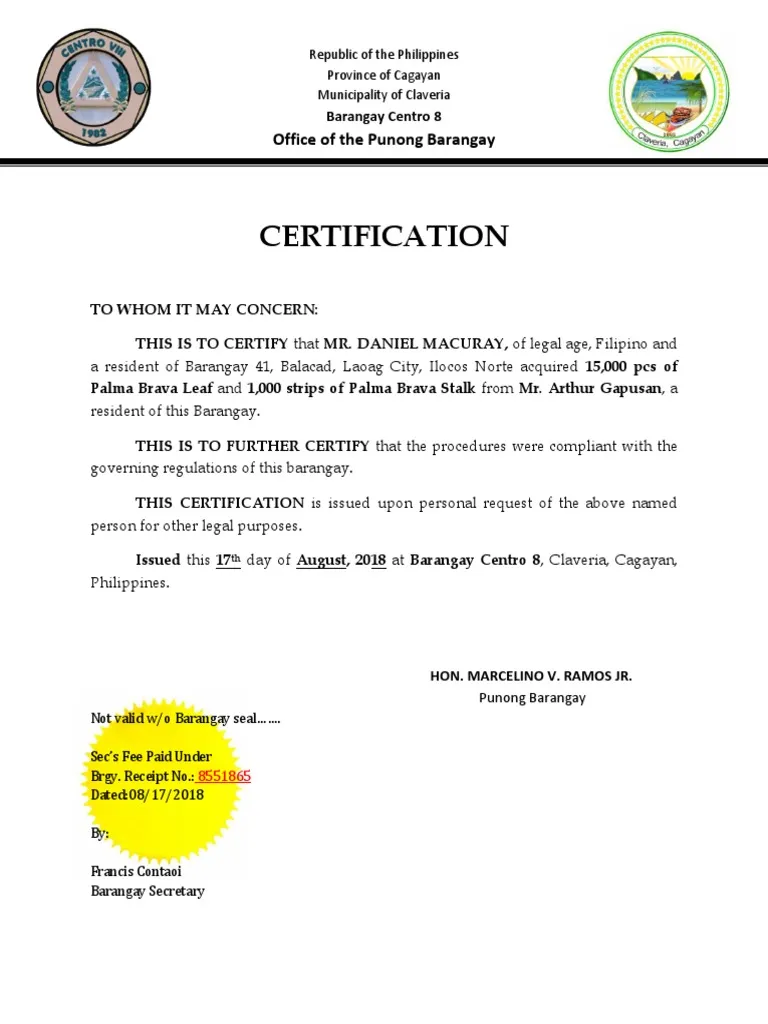 CENTRO VIII
1982
Republic of the Philippines
Province of Cagayan
Municipality of Claveria
Barangay Centro 8
Office of the Punong Barangay
Claveria, Cagayan
CERTIFICATION
TO WHOM IT MAY CONCERN:
THIS IS TO CERTIFY that MR. DANIEL MACURAY, of legal age, Filipino and
a resident of Barangay 41, Balacad, Laoag City, Ilocos Norte acquired 15,000 pcs of
Palma Brava Leaf and 1,000 strips of Palma Brava Stalk from Mr. Arthur Gapusan, a
resident of this Barangay.
THIS IS TO FURTHER CERTIFY that the procedures were compliant with the
governing regulations of this barangay.
THIS CERTIFICATION is issued upon personal request of the above named
person for other legal purposes.
Issued this 17th day of August, 2018 at Barangay Centro 8, Claveria, Cagayan,
Philippines.
HON. MARCELINO V. RAMOS JR.
Punong Barangay
Not valid w/o Barangay seal…….
Sec's Fee Paid Under
Brgy. Receipt No.: 8551865
Dated:08/17/2018
By:
Francis Contaoi
Barangay Secretary